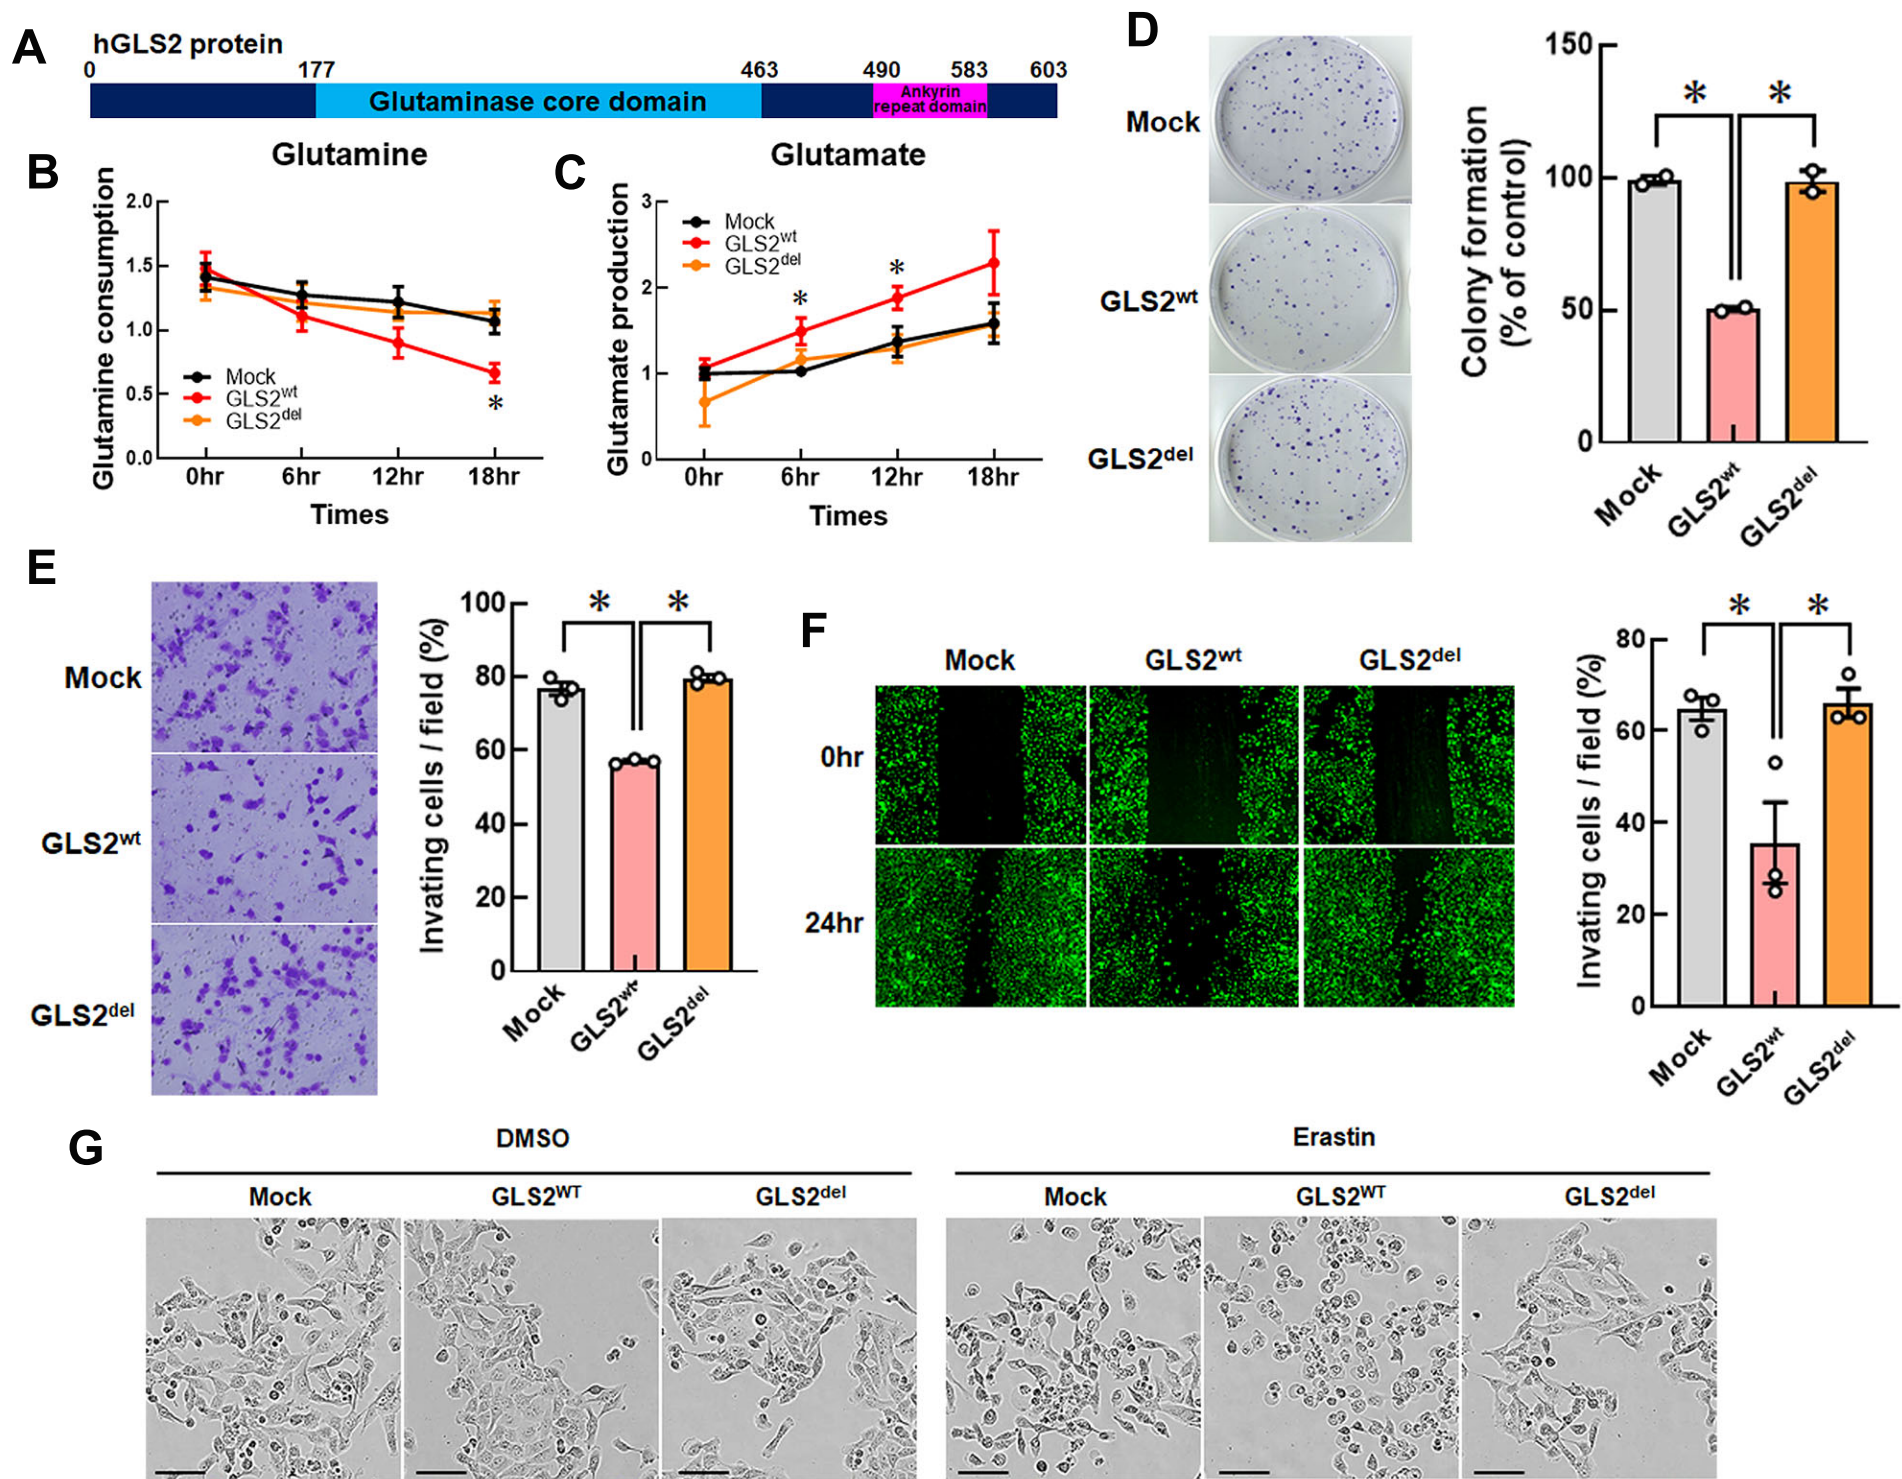 A
hGLS2 protein
0 177 463 490 583 603
Glutaminase core domain
Ankyrin
repeat domain
B
Glutamine
Glutamine consumption
2.0
1.5
1.0
0.5
0.0
Mock
GLS2wt
GLS2del
*
0hr 6hr 12hr 18hr
Times
C
Glutamate
Glutamate production
3
2
1
0
Mock
GLS2wt
GLS2del
* *
0hr 6hr 12hr 18hr
Times
D
Mock
GLS2wt
GLS2del
Colony formation
(% of control)
150
100
50
0
* *
Mock GLS2wt GLS2del
E
Mock
GLS2wt
GLS2del
Invating cells / field (%)
100
80
60
40
20
0
* *
Mock GLS2wt GLS2del
F
Mock GLS2wt GLS2del
0hr
24hr
Invating cells / field (%)
80
60
40
20
0
* *
Mock GLS2wt GLS2del
G
DMSO Erastin
Mock GLS2WT GLS2del Mock GLS2WT GLS2del